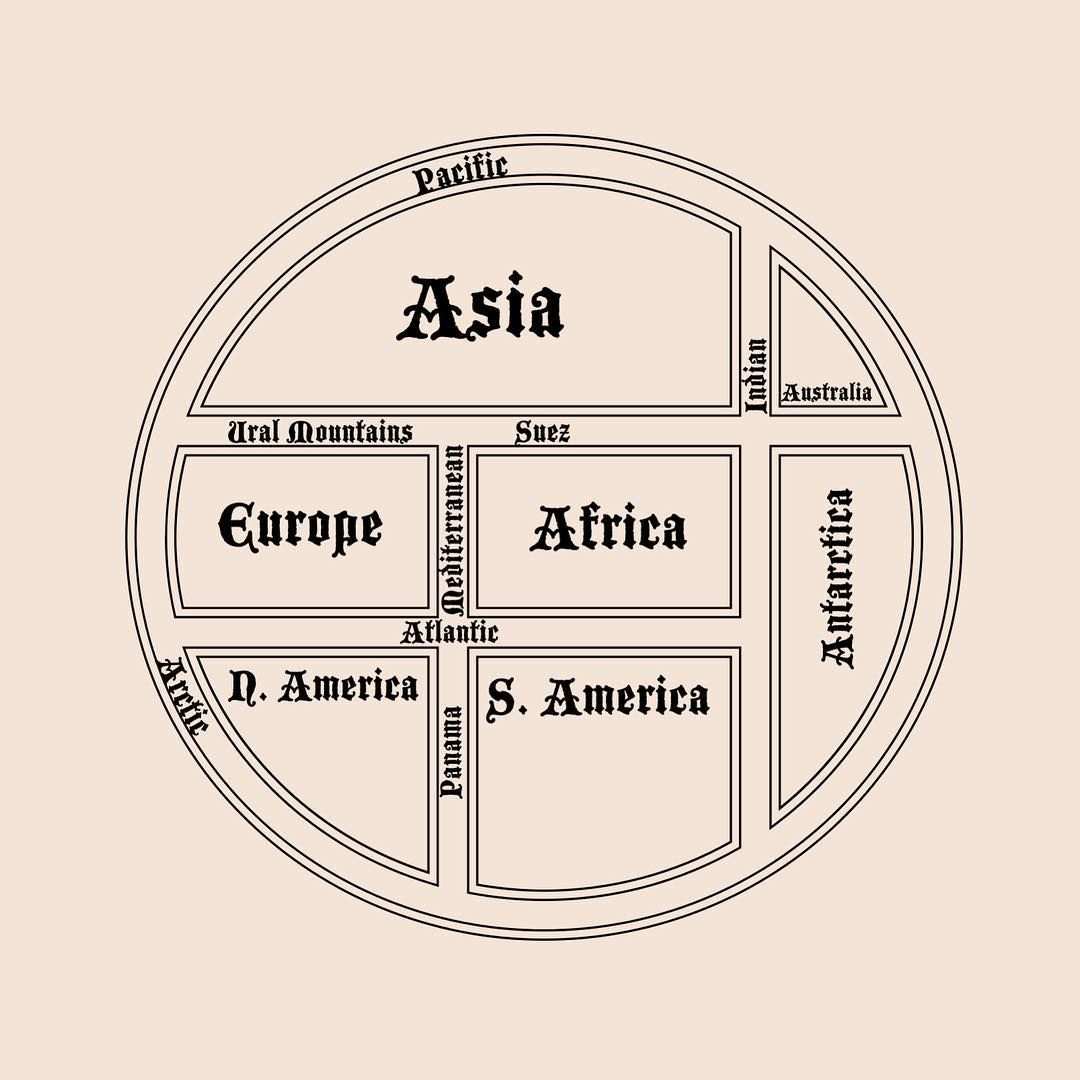 Pacific
Asia
Indian
Australia
Ural Mountains
Suez
Europe
Mediterranean
Africa
Antarctica
Atlantic
Arctic
N. America
Panama
S. America